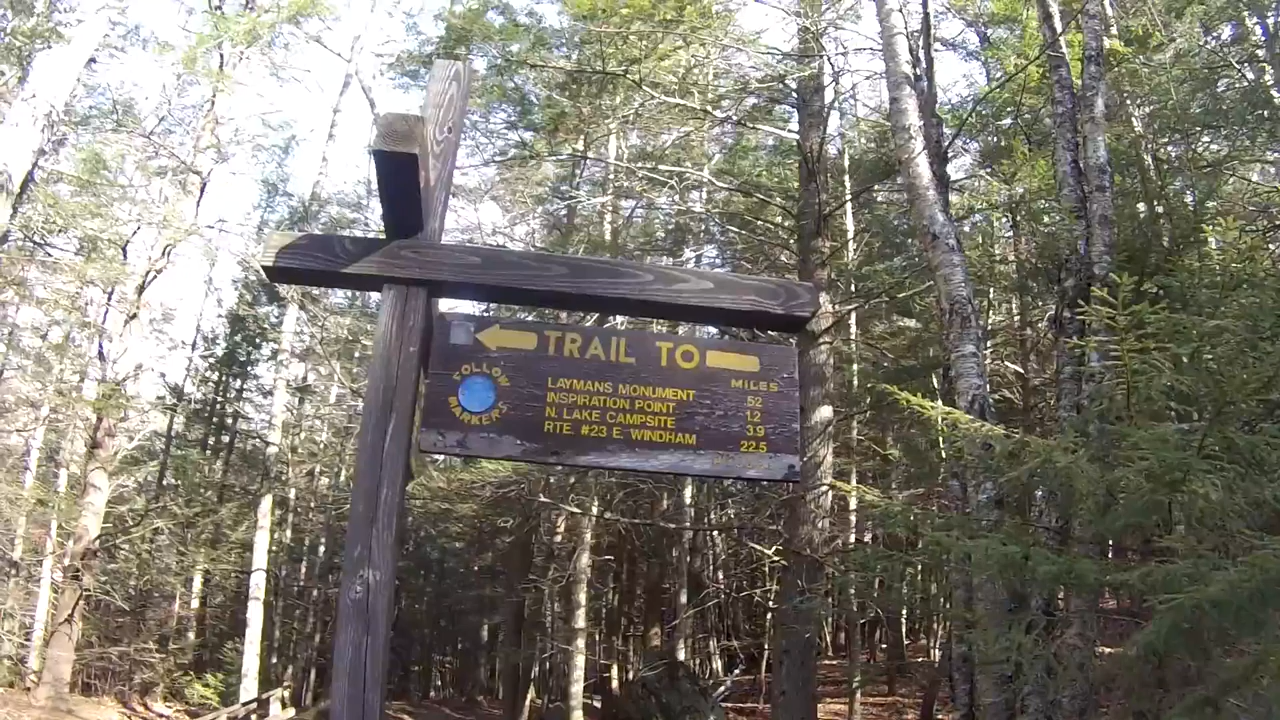 TRAIL TO
FOLLOW
MARKERS
MILES
LAYMANS MONUMENT .52
INSPIRATION POINT 1.2
N. LAKE CAMPSITE 3.9
RTE. #23 E. WINDHAM 22.5